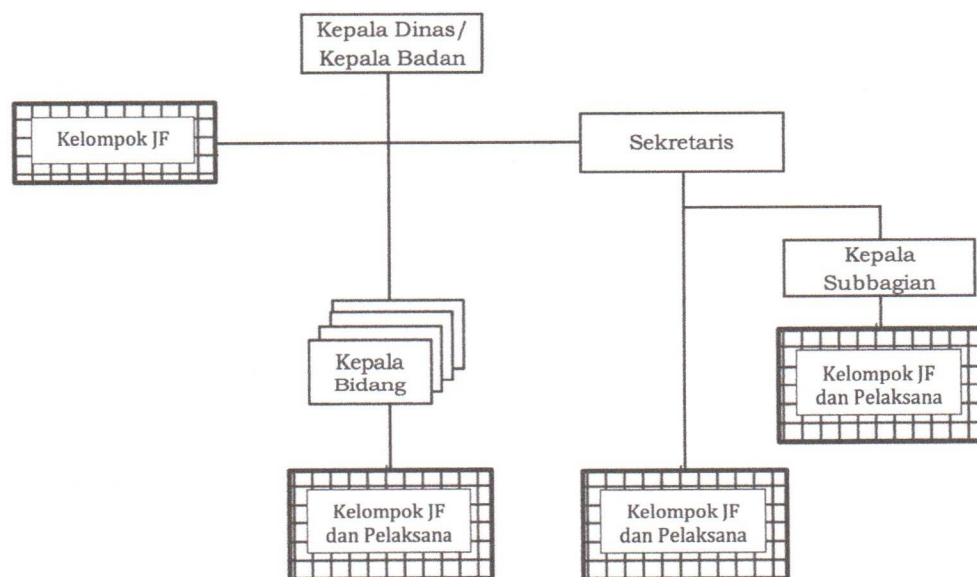 Kepala Dinas/
Kepala Badan
Kelompok JF
Sekretaris
Kepala
Subbagian
Kepala
Bidang
Kelompok JF
dan Pelaksana
Kelompok JF
dan Pelaksana
Kelompok JF
dan Pelaksana